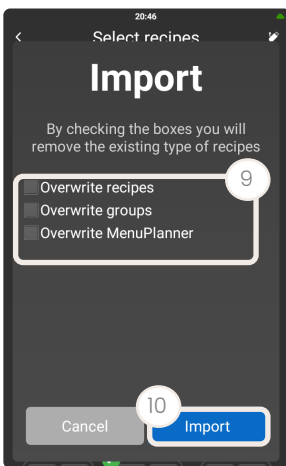 20:46
Select recipes
Import
By checking the boxes you will
remove the existing type of recipes
9
Overwrite recipes
Overwrite groups
Overwrite MenuPlanner
10
Cancel
Import